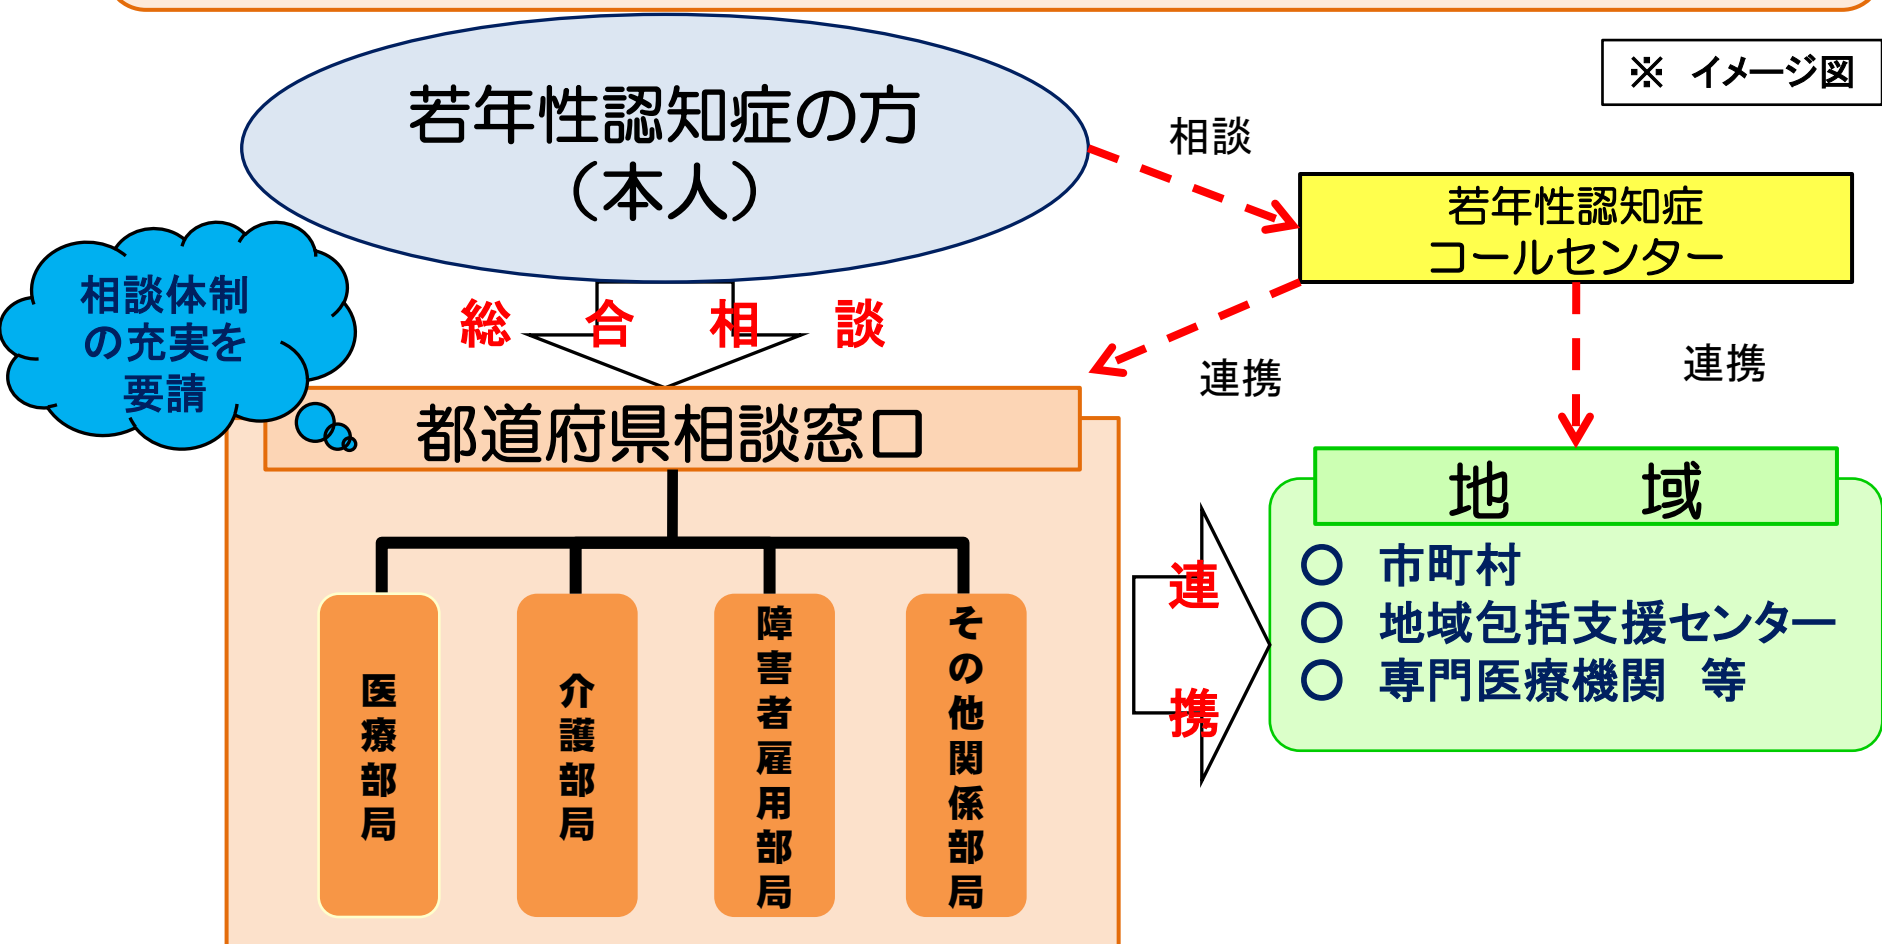 ※ イメージ図
若年性認知症の方
（本人）
相談
若年性認知症
コールセンター
相談体制
の充実を
要請
総 合 相 談
連携
連携
都道府県相談窓口
地 域
○ 市町村
○ 地域包括支援センター
○ 専門医療機関 等
連
携
医療部局
介護部局
障害者雇用部局
その他関係部局